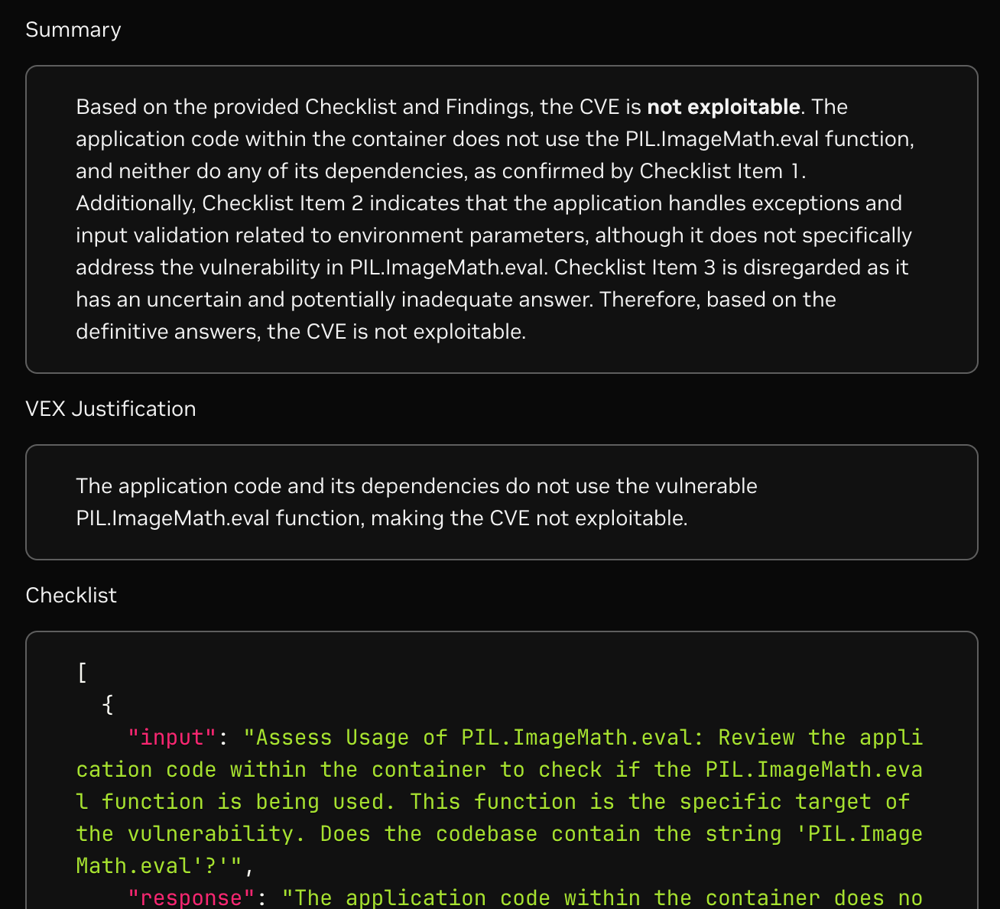 Summary
Based on the provided Checklist and Findings, the CVE is not exploitable. The
application code within the container does not use the PIL.ImageMath.eval function,
and neither do any of its dependencies, as confirmed by Checklist Item 1.
Additionally, Checklist Item 2 indicates that the application handles exceptions and
input validation related to environment parameters, although it does not specifically
address the vulnerability in PIL.ImageMath.eval. Checklist Item 3 is disregarded as it
has an uncertain and potentially inadequate answer. Therefore, based on the
definitive answers, the CVE is not exploitable.
VEX Justification
The application code and its dependencies do not use the vulnerable
PIL.ImageMath.eval function, making the CVE not exploitable.
Checklist
[
{
"input": "Assess Usage of PIL.ImageMath.eval: Review the appli
cation code within the container to check if the PIL.ImageMath.eva
l function is being used. This function is the specific target of
the vulnerability. Does the codebase contain the string 'PIL.Image
Math.eval'?'",
"response": "The application code within the container does no